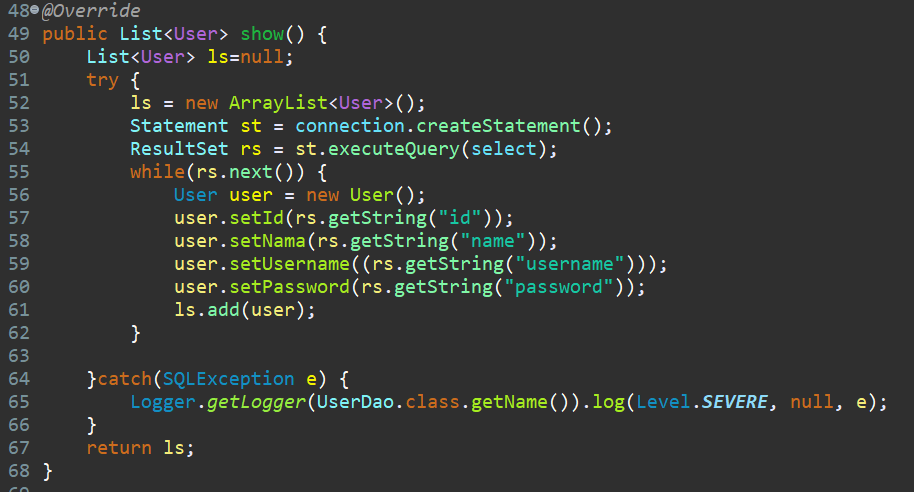 48 @Override
49 public List<User> show() {
50     List<User> ls=null;
51     try {
52         ls = new ArrayList<User>();
53         Statement st = connection.createStatement();
54         ResultSet rs = st.executeQuery(select);
55         while(rs.next()) {
56             User user = new User();
57             user.setId(rs.getString("id"));
58             user.setNama(rs.getString("name"));
59             user.setUsername((rs.getString("username")));
60             user.setPassword(rs.getString("password"));
61             ls.add(user);
62         }
63
64     }catch(SQLException e) {
65         Logger.getLogger(UserDao.class.getName()).log(Level.SEVERE, null, e);
66     }
67     return ls;
68 }